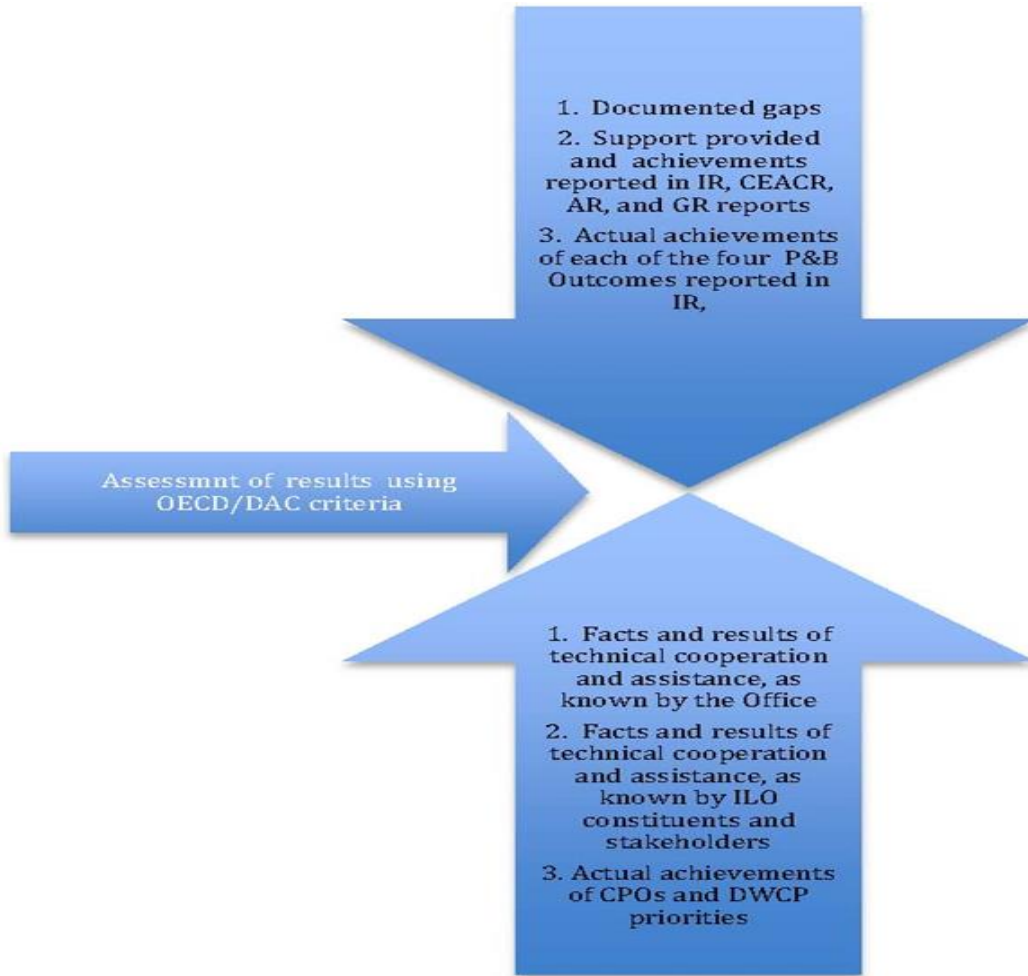 1. Documented gaps
2. Support provided
and achievements
reported in IR, CEACR,
AR, and GR reports
3. Actual achievements
of each of the four P&B
Outcomes reported in
IR,
Assessmnt of results using
OECD/DAC criteria
1. Facts and results of
technical cooperation
and assistance, as
known by the Office
2. Facts and results of
technical cooperation
and assistance, as
known by ILO
constituents and
stakeholders
3. Actual achievements
of CPOs and DWCP
priorities